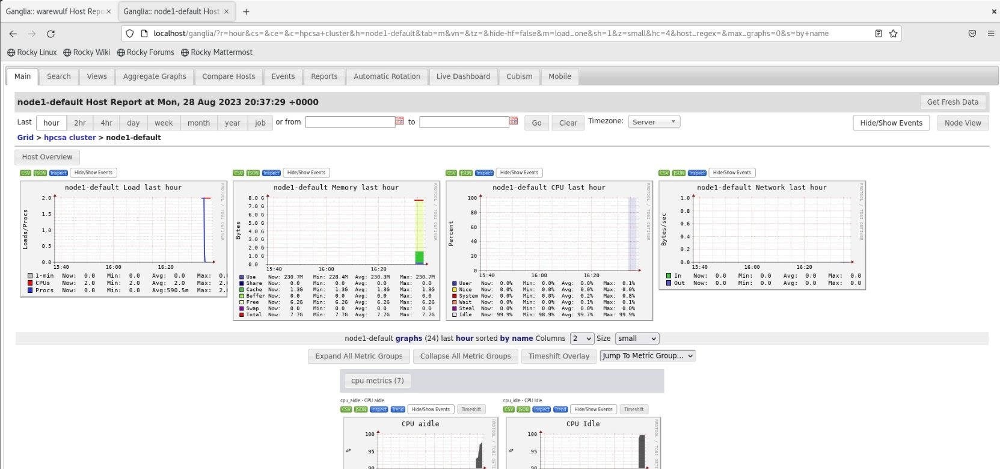 Ganglia:: warewulf Host Repo ×
Ganglia:: node1-default Host ×
localhost/ganglia/?r=hour&cs=&ce=&c=hpcsa+cluster&h=node1-default&tab=m&vn=&tz=&hide-hf=false&m=load_one&sh=1&z=small&hc=4&host_regex=&max_graphs=0&s=by+name
Rocky Linux Rocky Wiki Rocky Forums Rocky Mattermost
Main Search Views Aggregate Graphs Compare Hosts Events Reports Automatic Rotation Live Dashboard Cubism Mobile
node1-default Host Report at Mon, 28 Aug 2023 20:37:29 +0000
Get Fresh Data
Last hour 2hr 4hr day week month year job or from to Go Clear Timezone: Server Hide/Show Events Node View
Grid > hpcsa cluster > node1-default
Host Overview
CSV JSON Inspect Hide/Show Events
node1-default Load last hour
RRDTOOL / TOBI OETIKER
Loads/Procs
2.0
1.5
1.0
0.5
0.0
15:40 16:00 16:20
1-min Now: 0.0 Min: 0.0 Avg: 0.0 Max: 0.
CPUs Now: 2.0 Min: 2.0 Avg: 2.0 Max: 2.
Procs Now: 0.0 Min: 0.0 Avg:590.5m Max: 2.
CSV JSON Inspect Hide/Show Events
node1-default Memory last hour
RRDTOOL / TOBI OETIKER
Bytes
8.0 G
7.0 G
6.0 G
5.0 G
4.0 G
3.0 G
2.0 G
1.0 G
0.0
15:40 16:00 16:20
Use Now: 230.7M Min: 228.4M Avg: 230.3M Max: 230.7M
Share Now: 0.0 Min: 0.0 Avg: 0.0 Max: 0.0
Cache Now: 1.3G Min: 1.3G Avg: 1.3G Max: 1.3G
Buffer Now: 0.0 Min: 0.0 Avg: 0.0 Max: 0.0
Free Now: 6.2G Min: 6.2G Avg: 6.2G Max: 6.2G
Swap Now: 0.0 Min: 0.0 Avg: 0.0 Max: 0.0
Total Now: 7.7G Min: 7.7G Avg: 7.7G Max: 7.7G
CSV JSON Inspect Hide/Show Events
node1-default CPU last hour
RRDTOOL / TOBI OETIKER
Percent
100
80
60
40
20
0
15:40 16:00 16:20
User Now: 0.0% Min: 0.0% Avg: 0.0% Max: 0.1%
Nice Now: 0.0% Min: 0.0% Avg: 0.0% Max: 0.0%
System Now: 0.0% Min: 0.0% Avg: 0.2% Max: 0.8%
Wait Now: 0.0% Min: 0.0% Avg: 0.1% Max: 0.1%
Steal Now: 0.0% Min: 0.0% Avg: 0.0% Max: 0.0%
Idle Now: 99.9% Min: 98.9% Avg: 99.7% Max: 99.9%
CSV JSON Inspect Hide/Show Events
node1-default Network last hour
RRDTOOL / TOBI OETIKER
Bytes/sec
1.0
0.8
0.6
0.4
0.2
0.0
15:40 16:00 16:20
In Now: 0.0 Min: 0.0 Avg: 0.0 Max: 0.0
Out Now: 0.0 Min: 0.0 Avg: 0.0 Max: 0.0
node1-default graphs (24) last hour sorted by name Columns 2 Size small
Expand All Metric Groups Collapse All Metric Groups Timeshift Overlay Jump To Metric Group...
cpu metrics (7)
cpu_aidle - CPU aidle
CSV JSON Inspect Trend Hide/Show Events Timeshift
CPU aidle
RRDTOOL / TOBI OETI
%
100
95
90
cpu_idle - CPU Idle
CSV JSON Inspect Trend Hide/Show Events Timeshift
CPU Idle
RRDTOOL / TOBI OETI
%
100
95
90